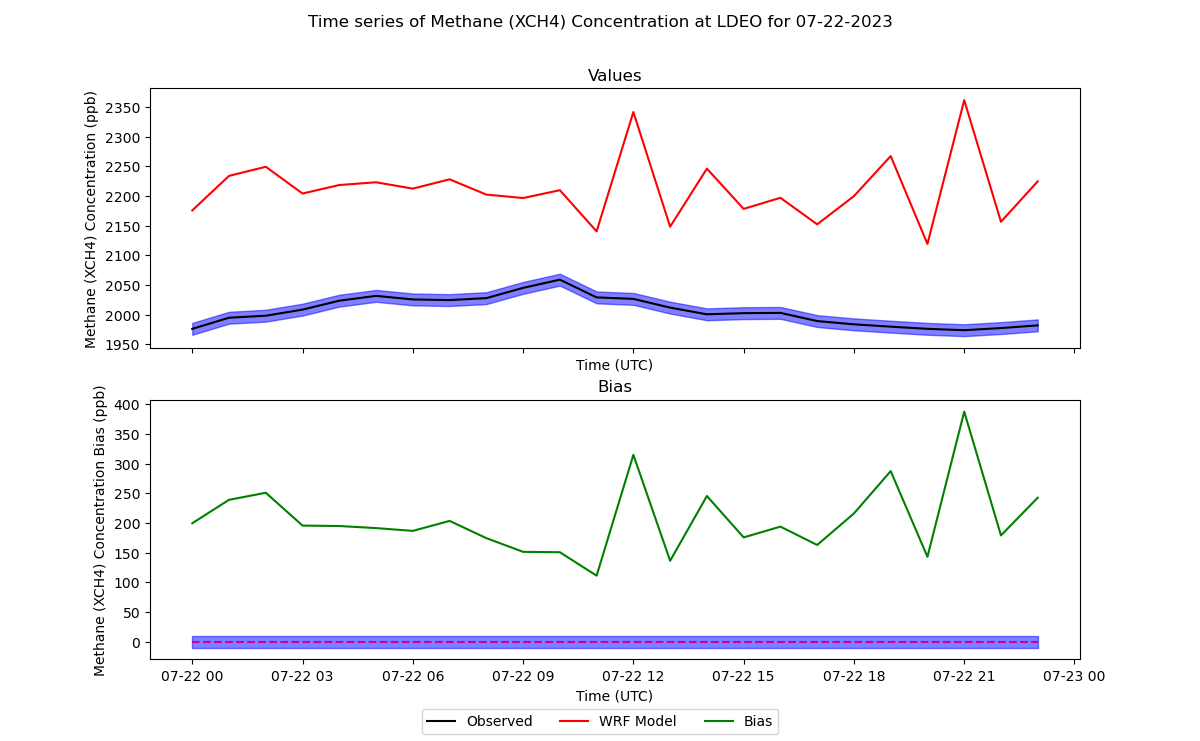 Time series of Methane (XCH4) Concentration at LDEO for 07-22-2023
Values
Methane (XCH4) Concentration (ppb)
2350
2300
2250
2200
2150
2100
2050
2000
1950
Time (UTC)
Bias
Methane (XCH4) Concentration Bias (ppb)
400
350
300
250
200
150
100
50
0
07-22 00 07-22 03 07-22 06 07-22 09 07-22 12 07-22 15 07-22 18 07-22 21 07-23 00
Time (UTC)
Observed WRF Model Bias